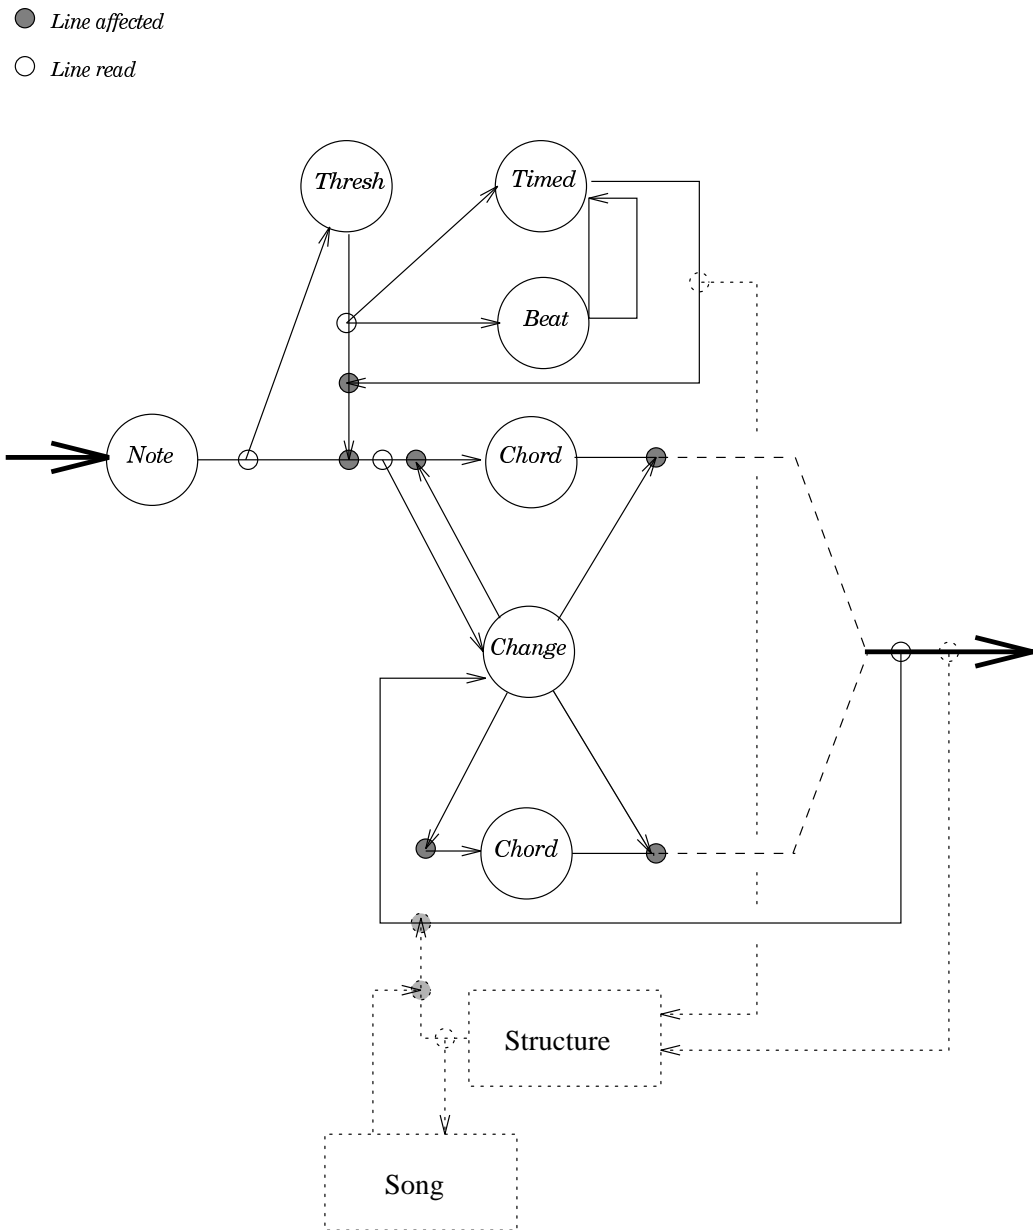 Line affected
Line read
Thresh
Timed
Beat
Note
Chord
Change
Chord
Structure
Song